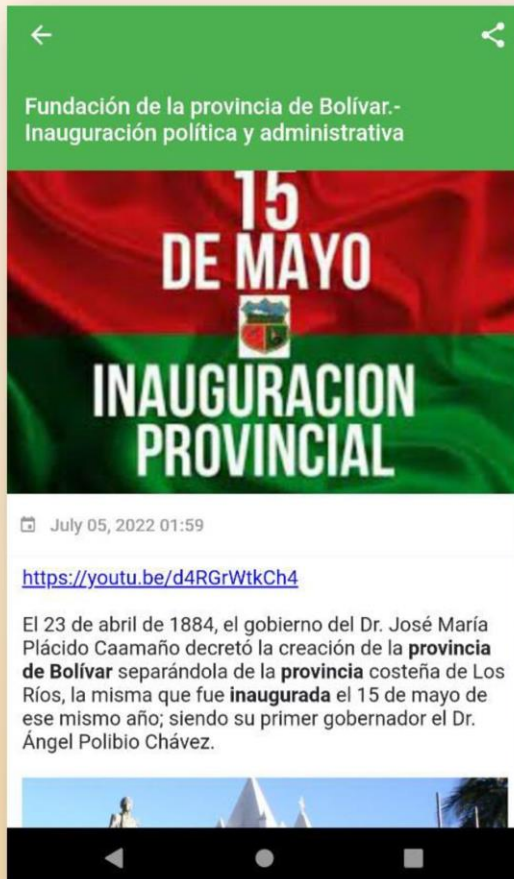 Fundación de la provincia de Bolívar.-
Inauguración política y administrativa
15
DE MAYO
INAUGURACION
PROVINCIAL
July 05, 2022 01:59
https://youtu.be/d4RGrWtkCh4
El 23 de abril de 1884, el gobierno del Dr. José María
Plácido Caamaño decretó la creación de la provincia
de Bolívar separándola de la provincia costeña de Los
Ríos, la misma que fue inaugurada el 15 de mayo de
ese mismo año; siendo su primer gobernador el Dr.
Ángel Polibio Chávez.